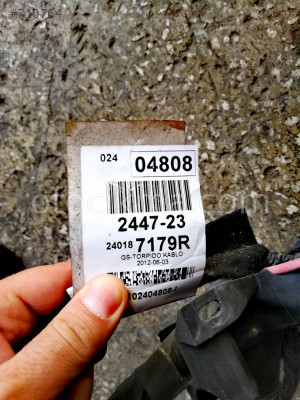 024 04808
2447-23
24018 7179R
GS-TORPIDO KABLO
2012-06-03